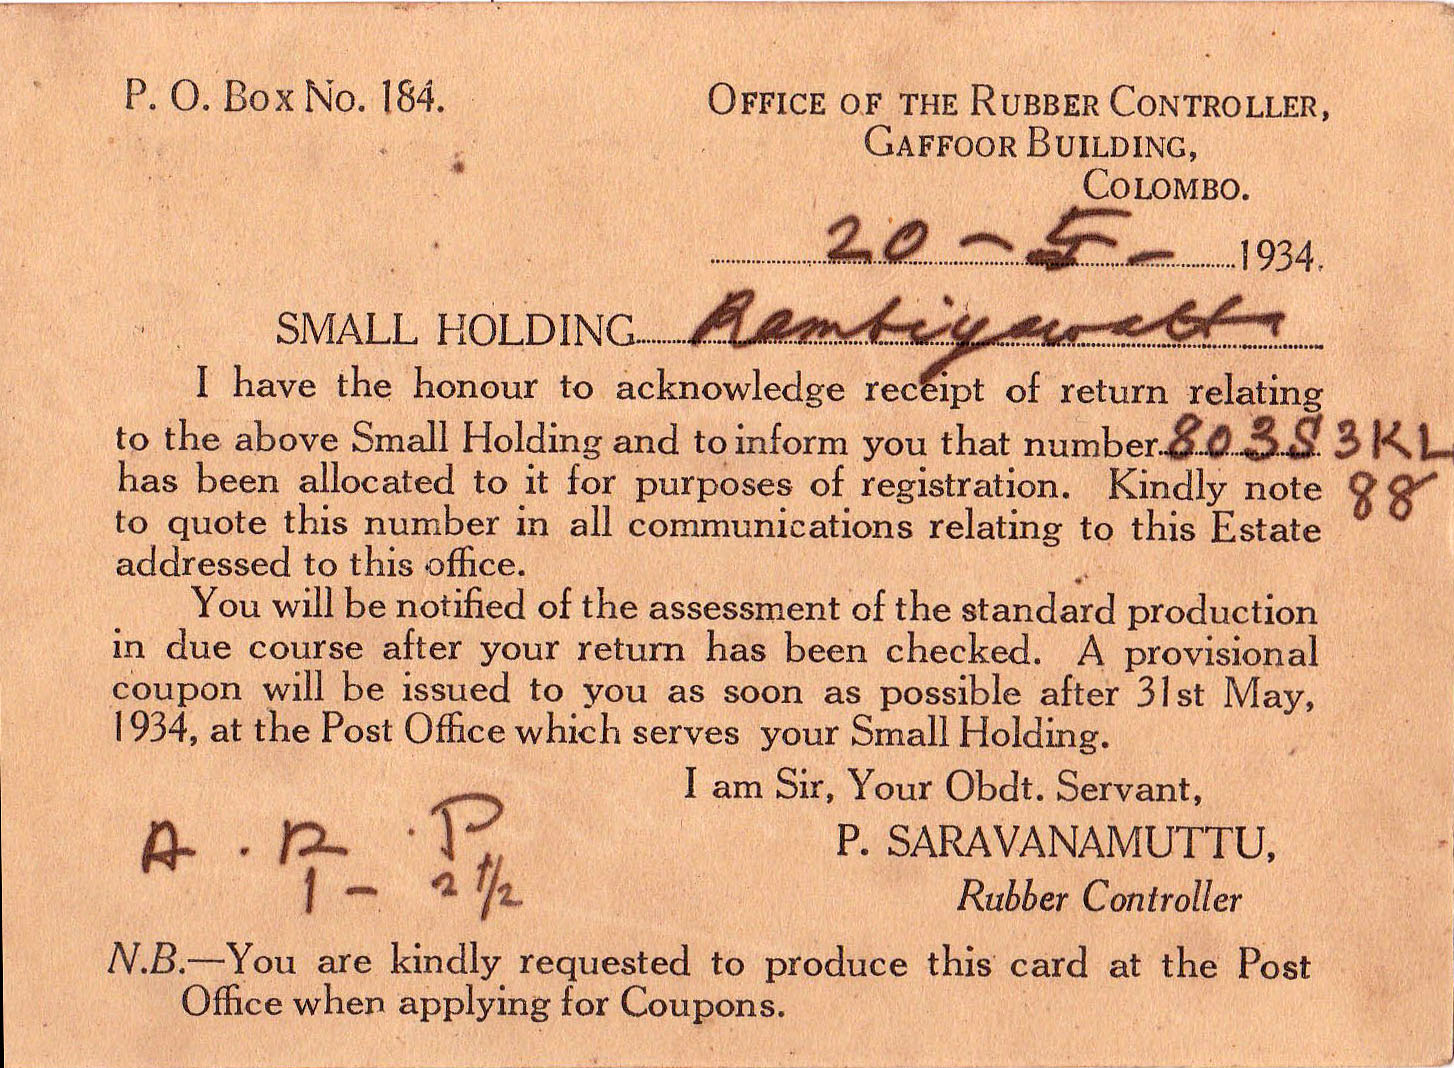 P. O. Box No. 184.
OFFICE OF THE RUBBER CONTROLLER,
GAFFOOR BUILDING,
COLOMBO.
20 - 5 - 1934.
SMALL HOLDING Rambiyawatta
I have the honour to acknowledge receipt of return relating
to the above Small Holding and to inform you that number 803S3KL
has been allocated to it for purposes of registration. Kindly note 88
to quote this number in all communications relating to this Estate
addressed to this office.
You will be notified of the assessment of the standard production
in due course after your return has been checked. A provisional
coupon will be issued to you as soon as possible after 31st May,
1934, at the Post Office which serves your Small Holding.
I am Sir, Your Obdt. Servant,
P. SARAVANAMUTTU,
Rubber Controller
A . R . P
1 - 2 1/2
N.B.—You are kindly requested to produce this card at the Post
Office when applying for Coupons.